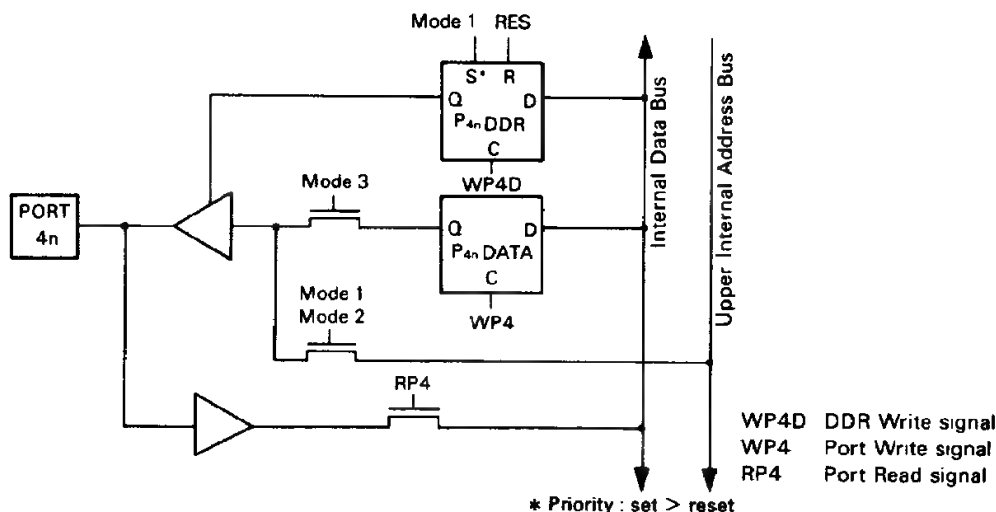 Mode 1 RES
S* R
Q D
P4n DDR
C
WP4D
Mode 3
PORT
4n
Q D
P4n DATA
C
WP4
Mode 1
Mode 2
RP4
Internal Data Bus
Upper Internal Address Bus
WP4D DDR Write signal
WP4 Port Write signal
RP4 Port Read signal
* Priority : set > reset